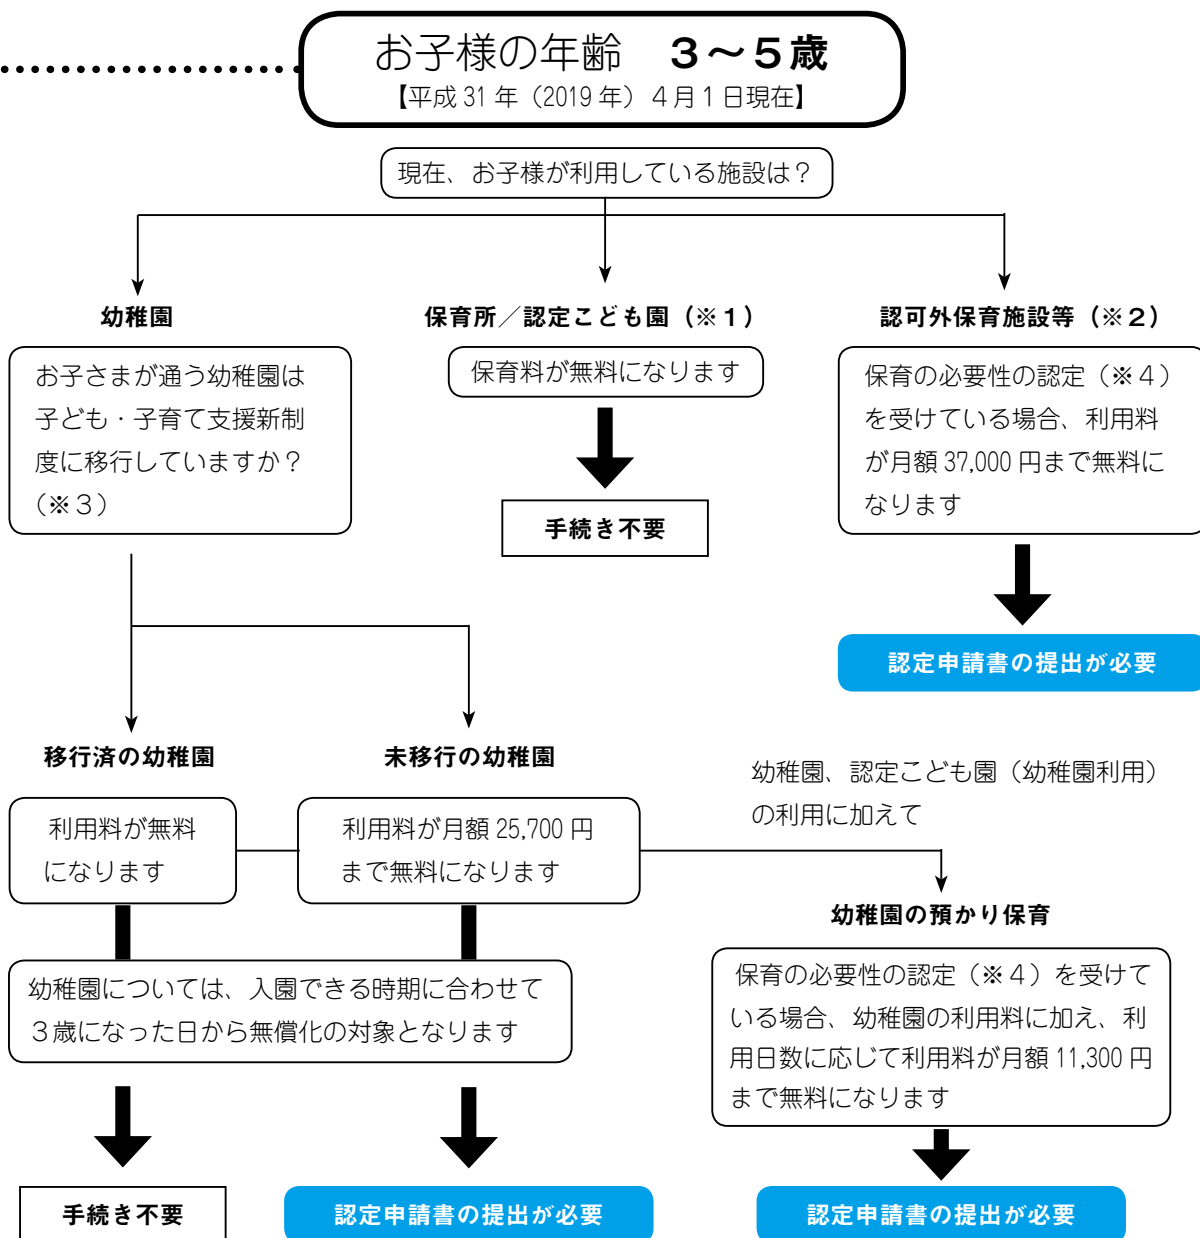 お子様の年齢　３～５歳
【平成 31 年（2019 年）４月１日現在】
現在、お子様が利用している施設は？
幼稚園
お子さまが通う幼稚園は
子ども・子育て支援新制
度に移行していますか？
（※３）
保育所／認定こども園（※１）
保育料が無料になります
手続き不要
認可外保育施設等（※２）
保育の必要性の認定（※４）
を受けている場合、利用料
が月額 37,000 円まで無料に
なります
認定申請書の提出が必要
移行済の幼稚園
利用料が無料
になります
未移行の幼稚園
利用料が月額 25,700 円
まで無料になります
幼稚園については、入園できる時期に合わせて
３歳になった日から無償化の対象となります
手続き不要
認定申請書の提出が必要
幼稚園、認定こども園（幼稚園利用）
の利用に加えて
幼稚園の預かり保育
保育の必要性の認定（※４）を受けて
いる場合、幼稚園の利用料に加え、利
用日数に応じて利用料が月額 11,300 円
まで無料になります
認定申請書の提出が必要